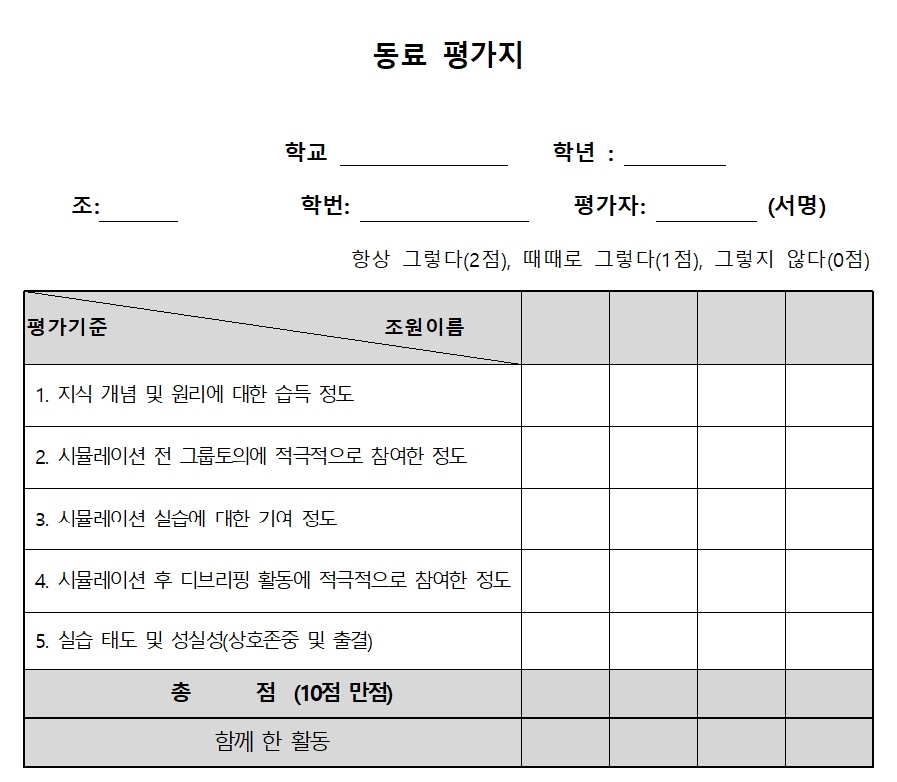 동료 평가지
학교 학년 :
조: 학번: 평가자: (서명)
항상 그렇다(2점), 때때로 그렇다(1점), 그렇지 않다(0점)
평가기준 조원이름
1. 지식 개념 및 원리에 대한 습득 정도
2. 시뮬레이션 전 그룹토의에 적극적으로 참여한 정도
3. 시뮬레이션 실습에 대한 기여 정도
4. 시뮬레이션 후 디브리핑 활동에 적극적으로 참여한 정도
5. 실습 태도 및 성실성(상호존중 및 출결)
총 점 (10점 만점)
함께 한 활동